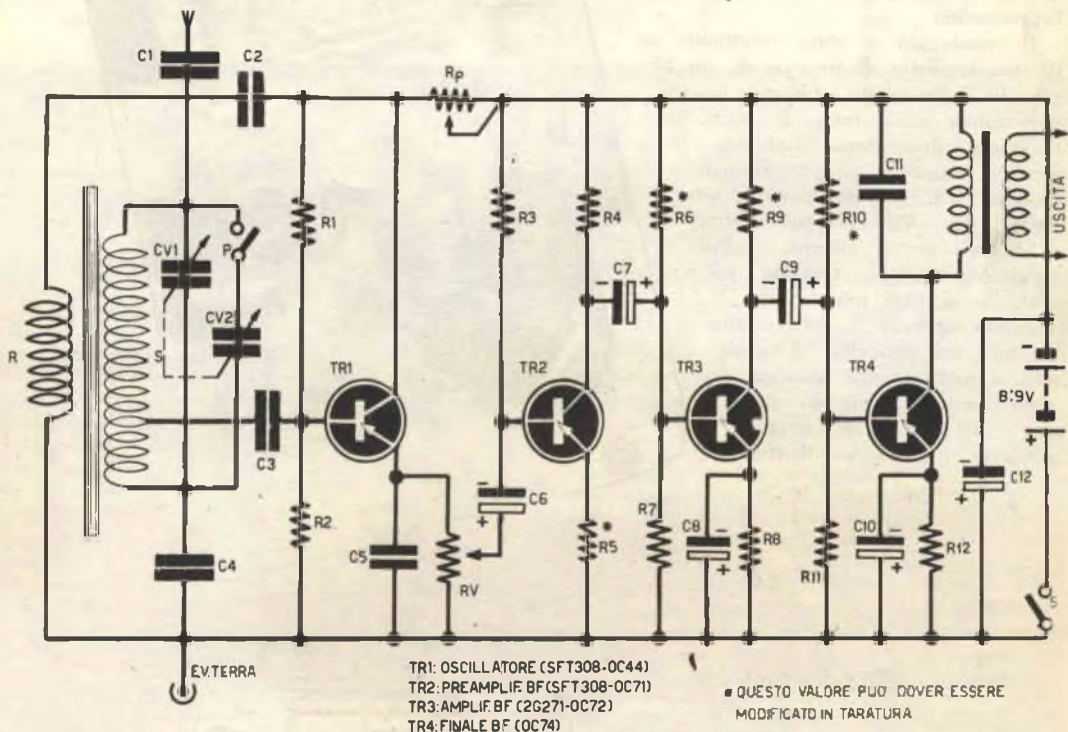 C1
C2
RP
R
CV1
P
S
CV2
C3
R1
R2
TR1
C4
C5
RV
C6
R3
R4
TR2
R5
*
R6
*
C7
R7
R9
*
TR3
C8
R8
C9
R10
*
TR4
R11
C10
R12
C11
C12
USCITA
B:9V
S
EV.TERRA
TR1: OSCILLATORE (SFT308-OC44)
TR2: PREAMPLIF. BF (SFT308-OC71)
TR3: AMPLIF. BF (2G271-OC72)
TR4: FINALE BF (OC74)
* QUESTO VALORE PUO' DOVER ESSERE
MODIFICATO IN TARATURA